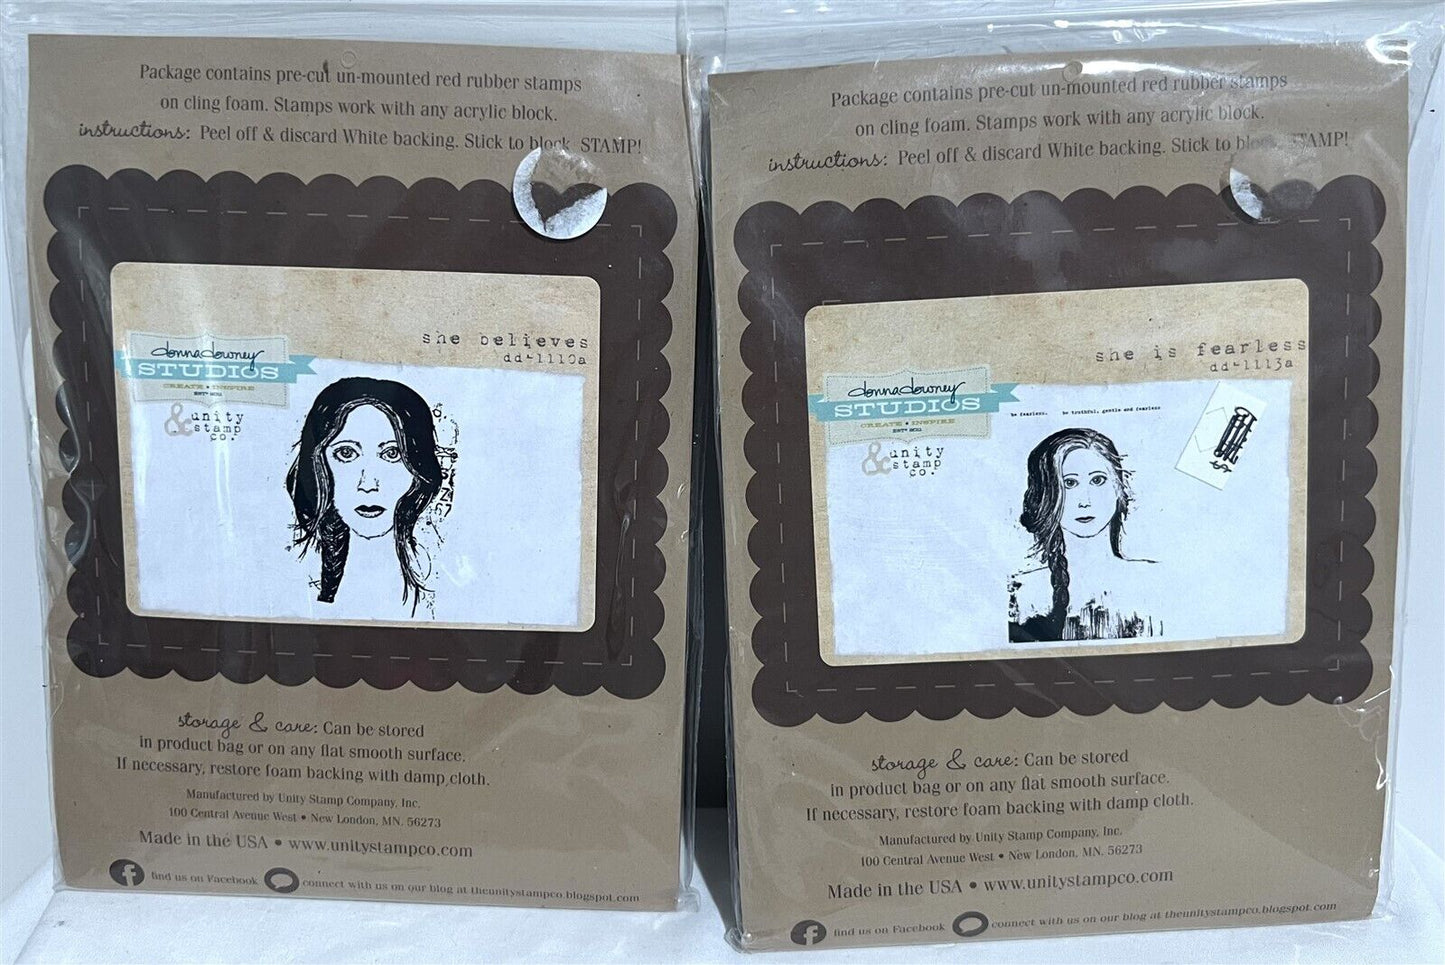 Package contains pre-cut un-mounted red rubber stamps
on cling foam. Stamps work with any acrylic block.
instructions: Peel off & discard White backing. Stick to block. STAMP!
she believes
dd-1110a
donna downey
STUDIOS
CREATE • INSPIRE
EST 2011
& unity
stamp
co.
67
storage & care: Can be stored
in product bag or on any flat smooth surface.
If necessary, restore foam backing with damp cloth.
Manufactured by Unity Stamp Company, Inc.
100 Central Avenue West • New London, MN. 56273
Made in the USA • www.unitystampco.com
find us on Facebook connect with us on our blog at theunitystampco.blogspot.com
Package contains pre-cut un-mounted red rubber stamps
on cling foam. Stamps work with any acrylic block.
instructions: Peel off & discard White backing. Stick to block. STAMP!
she is fearless
dd-1113a
donna downey
STUDIOS
CREATE • INSPIRE
EST 2011
be fearless. be truthful, gentle and fearless
& unity
stamp
co.
storage & care: Can be stored
in product bag or on any flat smooth surface.
If necessary, restore foam backing with damp cloth.
Manufactured by Unity Stamp Company, Inc.
100 Central Avenue West • New London, MN. 56273
Made in the USA • www.unitystampco.com
find us on Facebook connect with us on our blog at theunitystampco.blogspot.com